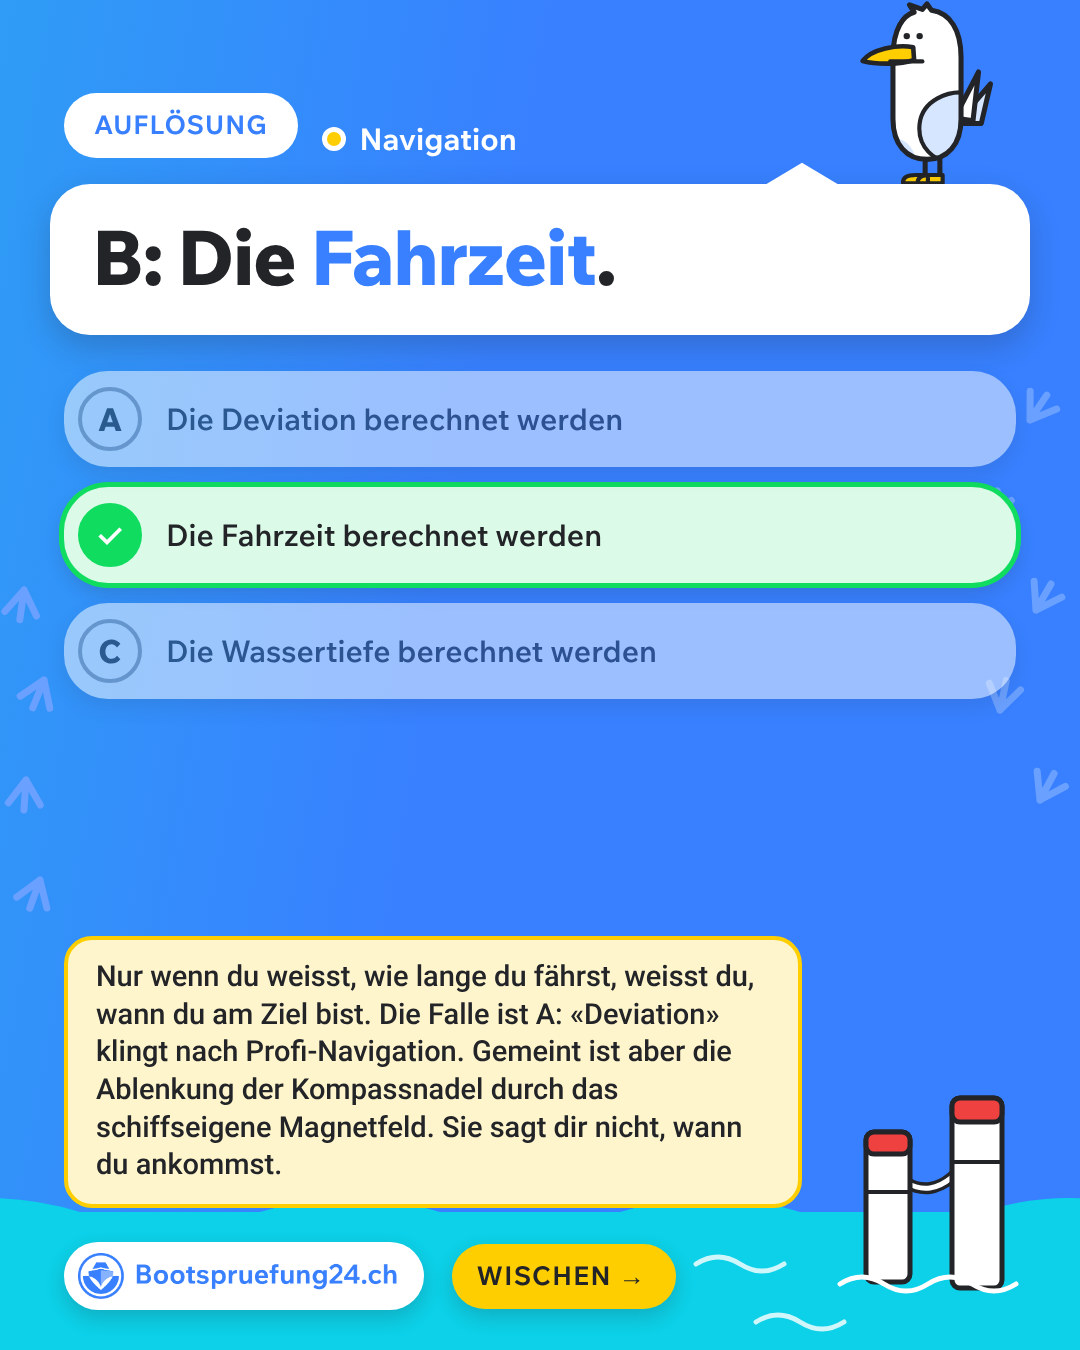 AUFLÖSUNG
Navigation
B: Die Fahrzeit.
A Die Deviation berechnet werden
Die Fahrzeit berechnet werden
C Die Wassertiefe berechnet werden
Nur wenn du weisst, wie lange du fährst, weisst du,
wann du am Ziel bist. Die Falle ist A: «Deviation»
klingt nach Profi-Navigation. Gemeint ist aber die
Ablenkung der Kompassnadel durch das
schiffseigene Magnetfeld. Sie sagt dir nicht, wann
du ankommst.
Bootspruefung24.ch
WISCHEN →